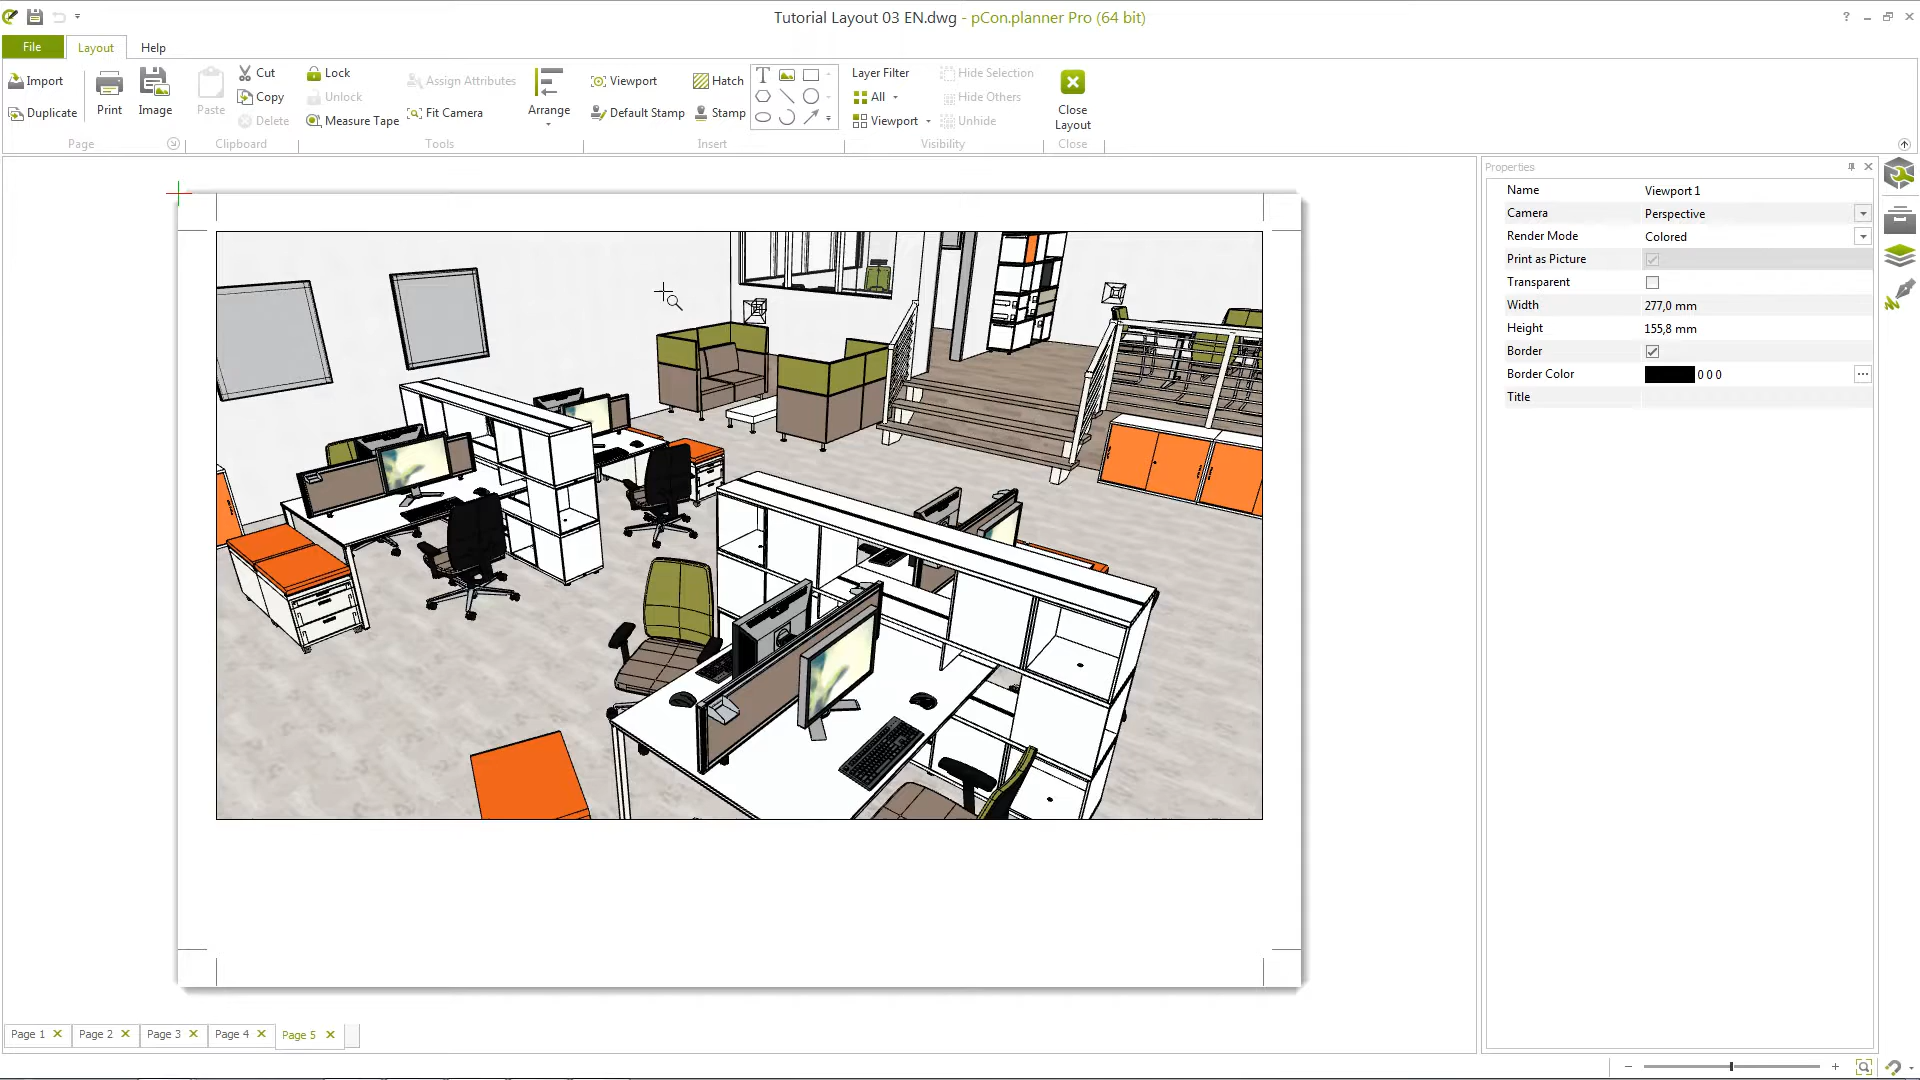 Tutorial Layout 03 EN.dwg - pCon.planner Pro (64 bit)
File
Layout
Help
Import
Duplicate
Print
Image
Page
Paste
Cut
Copy
Delete
Clipboard
Lock
Unlock
Measure Tape
Assign Attributes
Fit Camera
Arrange
Tools
Viewport
Default Stamp
Hatch
Stamp
Insert
Layer Filter
All
Viewport
Hide Selection
Hide Others
Unhide
Visibility
Close
Layout
Close
Properties
Name Viewport 1
Camera Perspective
Render Mode Colored
Print as Picture
Transparent
Width 277,0 mm
Height 155,8 mm
Border
Border Color 0 0 0
Title
Page 1
Page 2
Page 3
Page 4
Page 5